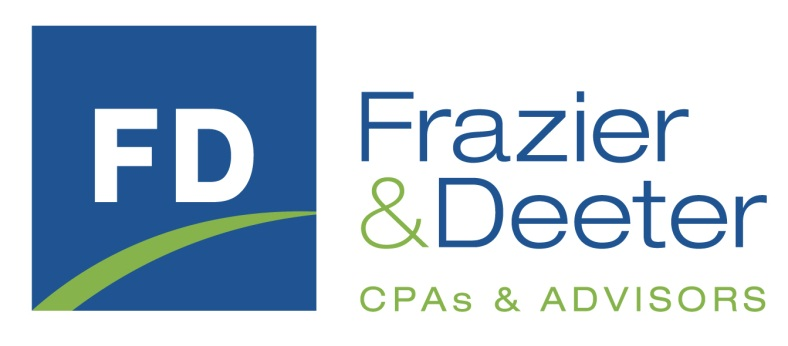 FD
Frazier
&Deeter
CPAs & ADVISORS